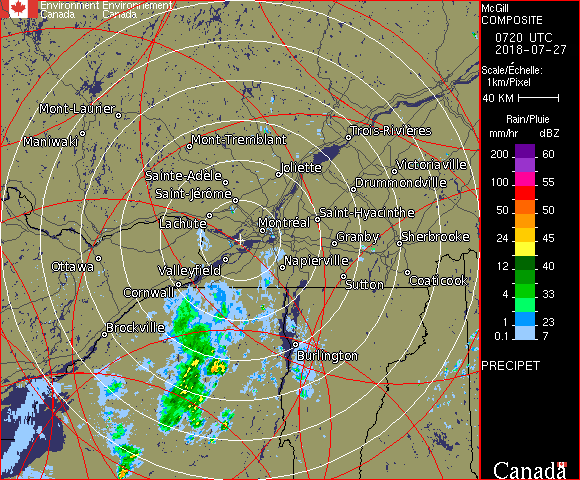 Environment Environnement
Canada Canada
McGill
COMPOSITE
0720 UTC
2018-07-27
Scale/Échelle:
1km/Pixel
40 KM
Rain/Pluie
mm/hr dBZ
200 60
150 57
100 55
50 50
24 45
12 40
4 33
1 23
0.1 7
PRECIPET
Canada
Mont-Laurier
Maniwaki
Mont-Tremblant
Trois-Rivières
Joliette
Victoriaville
Sainte-Adèle
Drummondville
Saint-Jérôme
Saint-Hyacinthe
Lachute
Montréal
Granby
Sherbrooke
Ottawa
Valleyfield
Napierville
Cornwall
Sutton
Coaticook
Brockville
Burlington